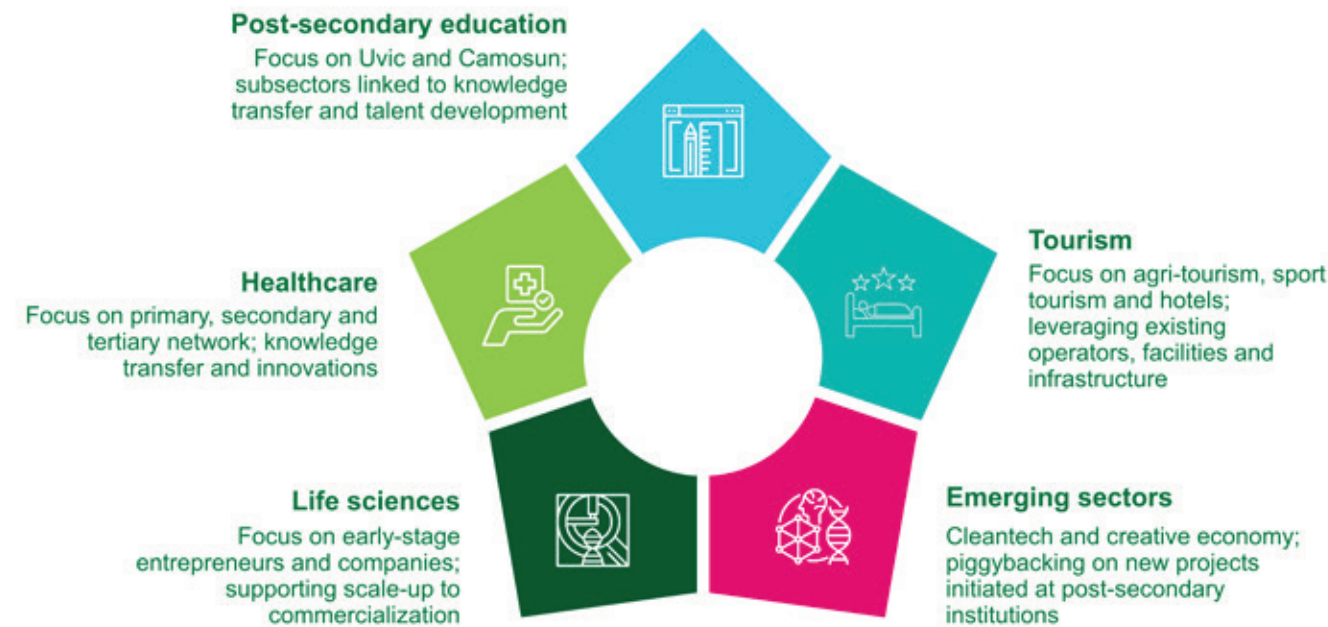 Post-secondary education
Focus on Uvic and Camosun;
subsectors linked to knowledge
transfer and talent development
Tourism
Focus on agri-tourism, sport
tourism and hotels;
leveraging existing
operators, facilities and
infrastructure
Healthcare
Focus on primary, secondary and
tertiary network; knowledge
transfer and innovations
Life sciences
Focus on early-stage
entrepreneurs and companies;
supporting scale-up to
commercialization
Emerging sectors
Cleantech and creative economy;
piggybacking on new projects
initiated at post-secondary
institutions